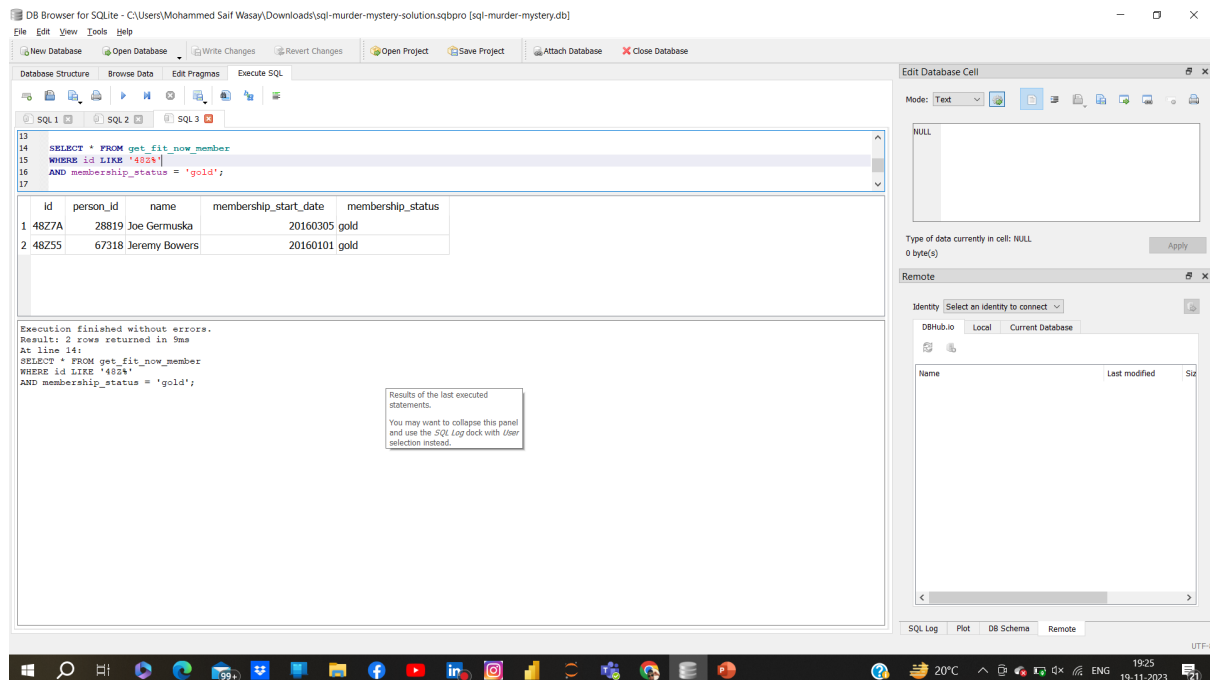 DB Browser for SQLite - C:\Users\Mohammed Saif Wasay\Downloads\sql-murder-mystery-solution.sqbpro [sql-murder-mystery.db]
File Edit View Tools Help
New Database Open Database Write Changes Revert Changes Open Project Save Project Attach Database Close Database
Database Structure Browse Data Edit Pragmas Execute SQL
SQL 1 SQL 2 SQL 3
13
14 SELECT * FROM get_fit_now_member
15 WHERE id LIKE '48Z%'
16 AND membership_status = 'gold';
17
id person_id name membership_start_date membership_status
1 48Z7A 28819 Joe Germuska 20160305 gold
2 48Z55 67318 Jeremy Bowers 20160101 gold
Execution finished without errors.
Result: 2 rows returned in 9ms
At line 14:
SELECT * FROM get_fit_now_member
WHERE id LIKE '48Z%'
AND membership_status = 'gold';
Results of the last executed
statements.
You may want to collapse this panel
and use the SQL Log dock with User
selection instead.
Edit Database Cell
Mode: Text
NULL
Type of data currently in cell: NULL
0 byte(s)
Apply
Remote
Identity Select an identity to connect
DBHub.io Local Current Database
Name Last modified Siz
SQL Log Plot DB Schema Remote
UTF-
99+
20°C ENG 19:25
19-11-2023
21